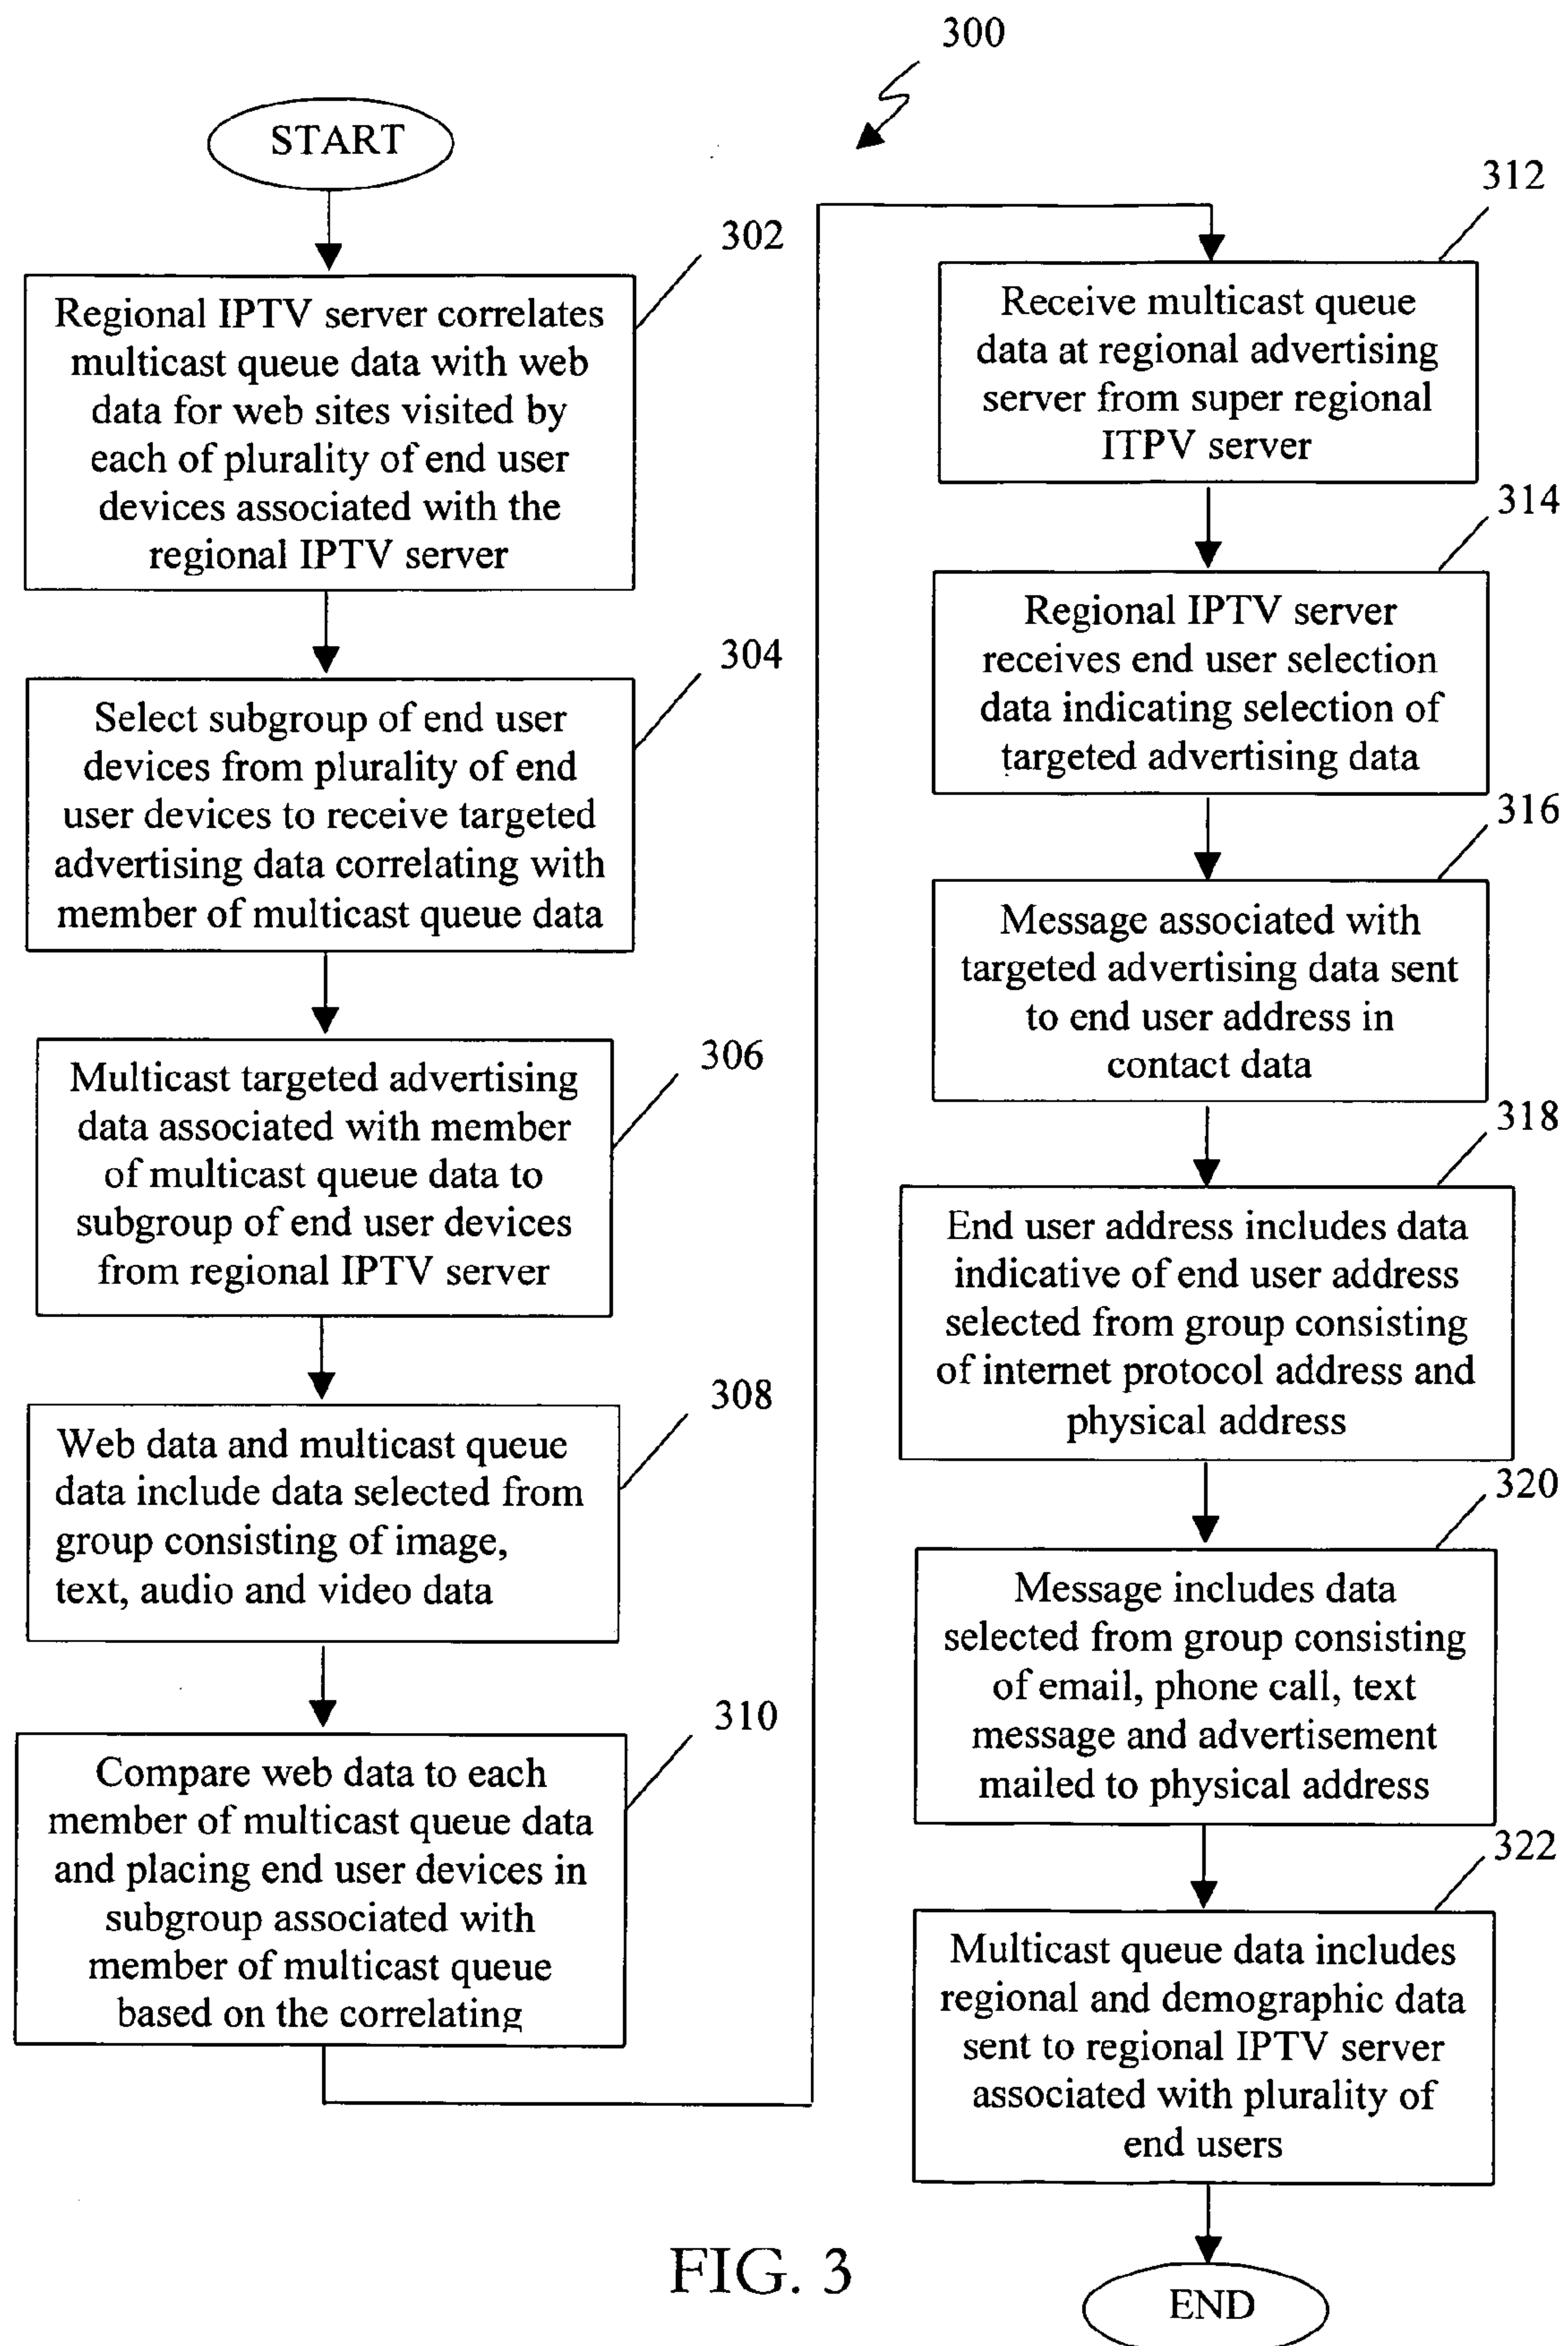 300
START
302
Regional IPTV server correlates
multicast queue data with web
data for web sites visited by
each of plurality of end user
devices associated with the
regional IPTV server
304
Select subgroup of end user
devices from plurality of end
user devices to receive targeted
advertising data correlating with
member of multicast queue data
306
Multicast targeted advertising
data associated with member
of multicast queue data to
subgroup of end user devices
from regional IPTV server
308
Web data and multicast queue
data include data selected from
group consisting of image,
text, audio and video data
310
Compare web data to each
member of multicast queue data
and placing end user devices in
subgroup associated with
member of multicast queue
based on the correlating
312
Receive multicast queue
data at regional advertising
server from super regional
ITPV server
314
Regional IPTV server
receives end user selection
data indicating selection of
targeted advertising data
316
Message associated with
targeted advertising data sent
to end user address in
contact data
318
End user address includes data
indicative of end user address
selected from group consisting
of internet protocol address and
physical address
320
Message includes data
selected from group consisting
of email, phone call, text
message and advertisement
mailed to physical address
322
Multicast queue data includes
regional and demographic data
sent to regional IPTV server
associated with plurality of
end users
END
FIG. 3